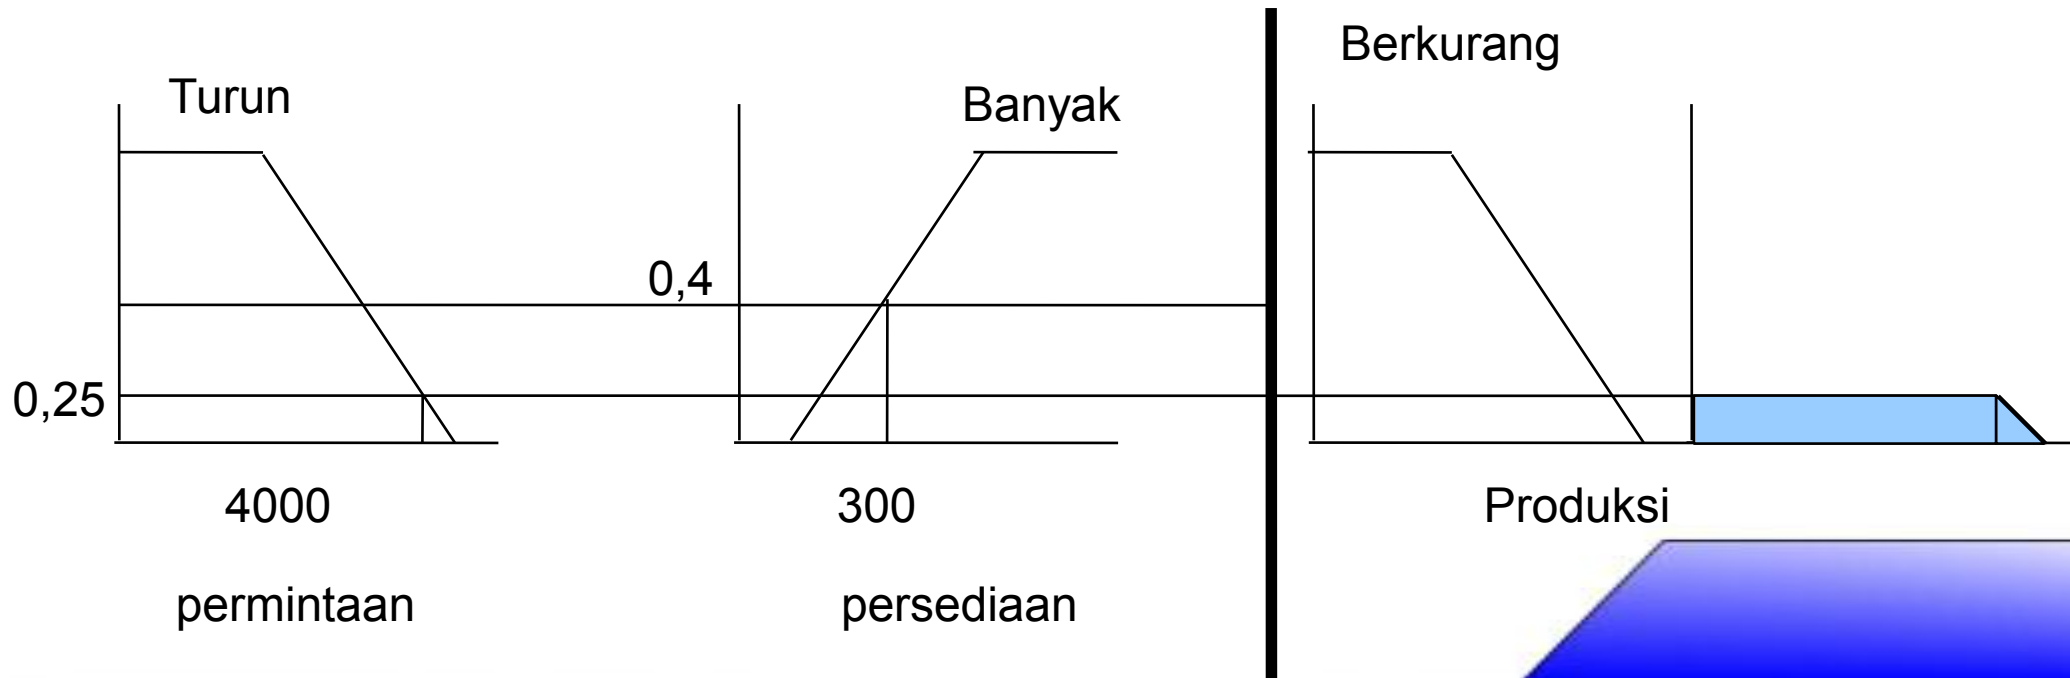 Berkurang
Turun
Banyak
0,4
0,25
4000
300
Produksi
permintaan
persediaan